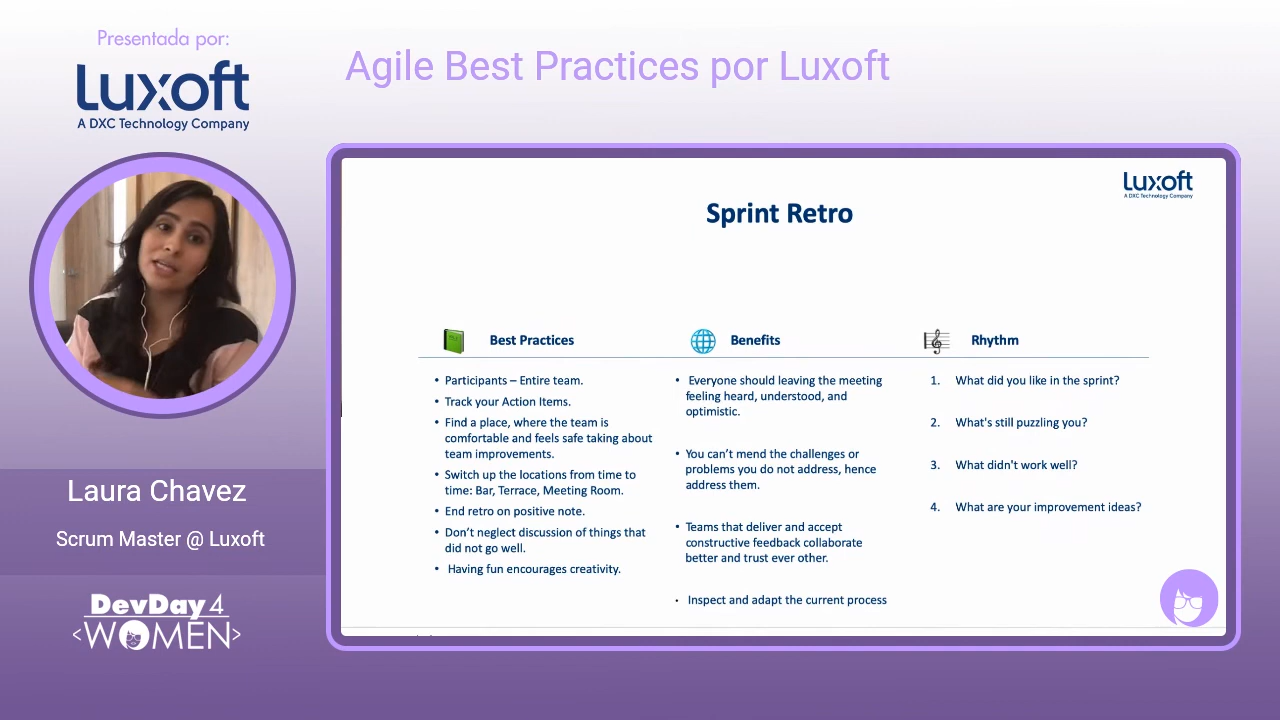 Presentada por:
Luxoft
A DXC Technology Company
Agile Best Practices por Luxoft
Luxoft
A DXC Technology Company
Sprint Retro
Best Practices
• Participants – Entire team.
• Track your Action Items.
• Find a place, where the team is
comfortable and feels safe taking about
team improvements.
• Switch up the locations from time to
time: Bar, Terrace, Meeting Room.
• End retro on positive note.
• Don’t neglect discussion of things that
did not go well.
• Having fun encourages creativity.
Benefits
• Everyone should leaving the meeting
feeling heard, understood, and
optimistic.
• You can’t mend the challenges or
problems you do not address, hence
address them.
• Teams that deliver and accept
constructive feedback collaborate
better and trust ever other.
• Inspect and adapt the current process
Rhythm
1. What did you like in the sprint?
2. What's still puzzling you?
3. What didn't work well?
4. What are your improvement ideas?
Laura Chavez
Scrum Master @ Luxoft
DevDay 4
<WOMEN>